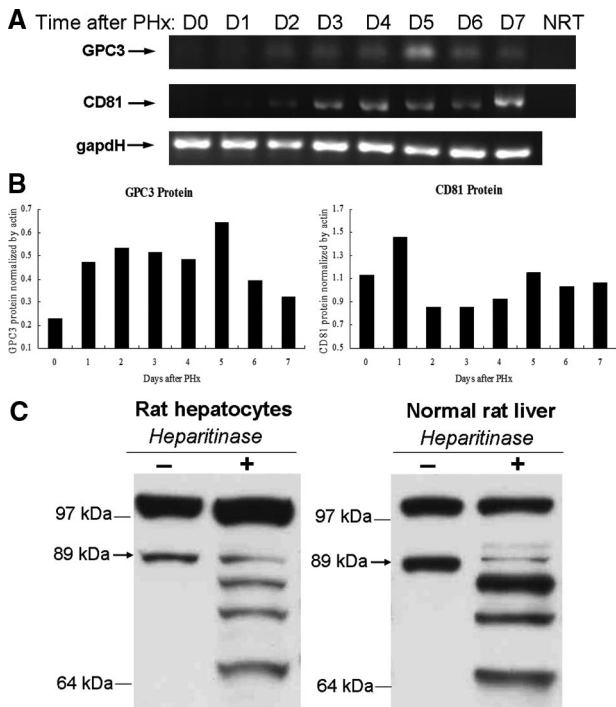 A Time after PHx: D0 D1 D2 D3 D4 D5 D6 D7 NRT
GPC3
CD81
gapdH
B
GPC3 Protein
GPC3 protein normalized by actin
0.7
0.6
0.5
0.4
0.3
0.2
0.1
0 1 2 3 4 5 6 7
Days after PHx
CD81 Protein
CD81 protein normalized by actin
1.7
1.5
1.3
1.1
0.9
0.7
0.5
0 1 2 3 4 5 6 7
Days after PHx
C
Rat hepatocytes
Heparitinase
– +
97 kDa
89 kDa
64 kDa
Normal rat liver
Heparitinase
– +
97 kDa
89 kDa
64 kDa